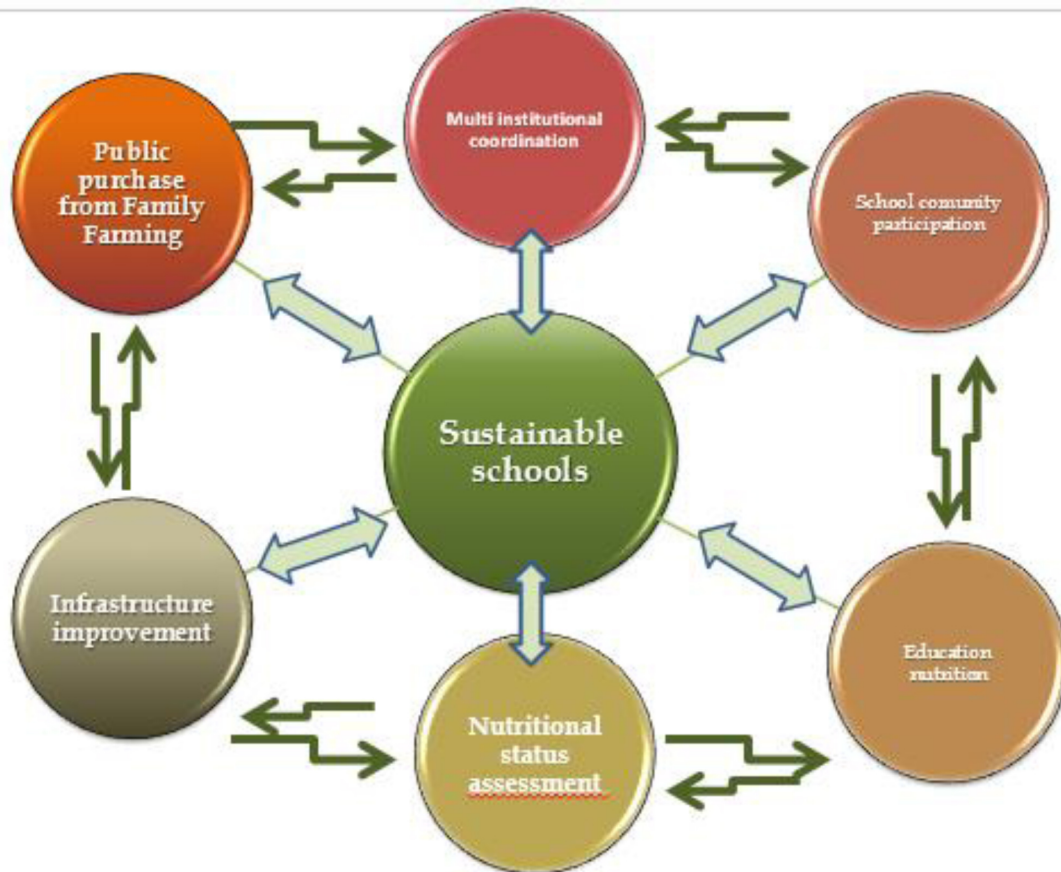 Multi institutional
coordination
Public
purchase
from Family
Farming
School comunity
participation
Sustainable
schools
Infrastructure
improvement
Education
nutrition
Nutritional
status
assessment